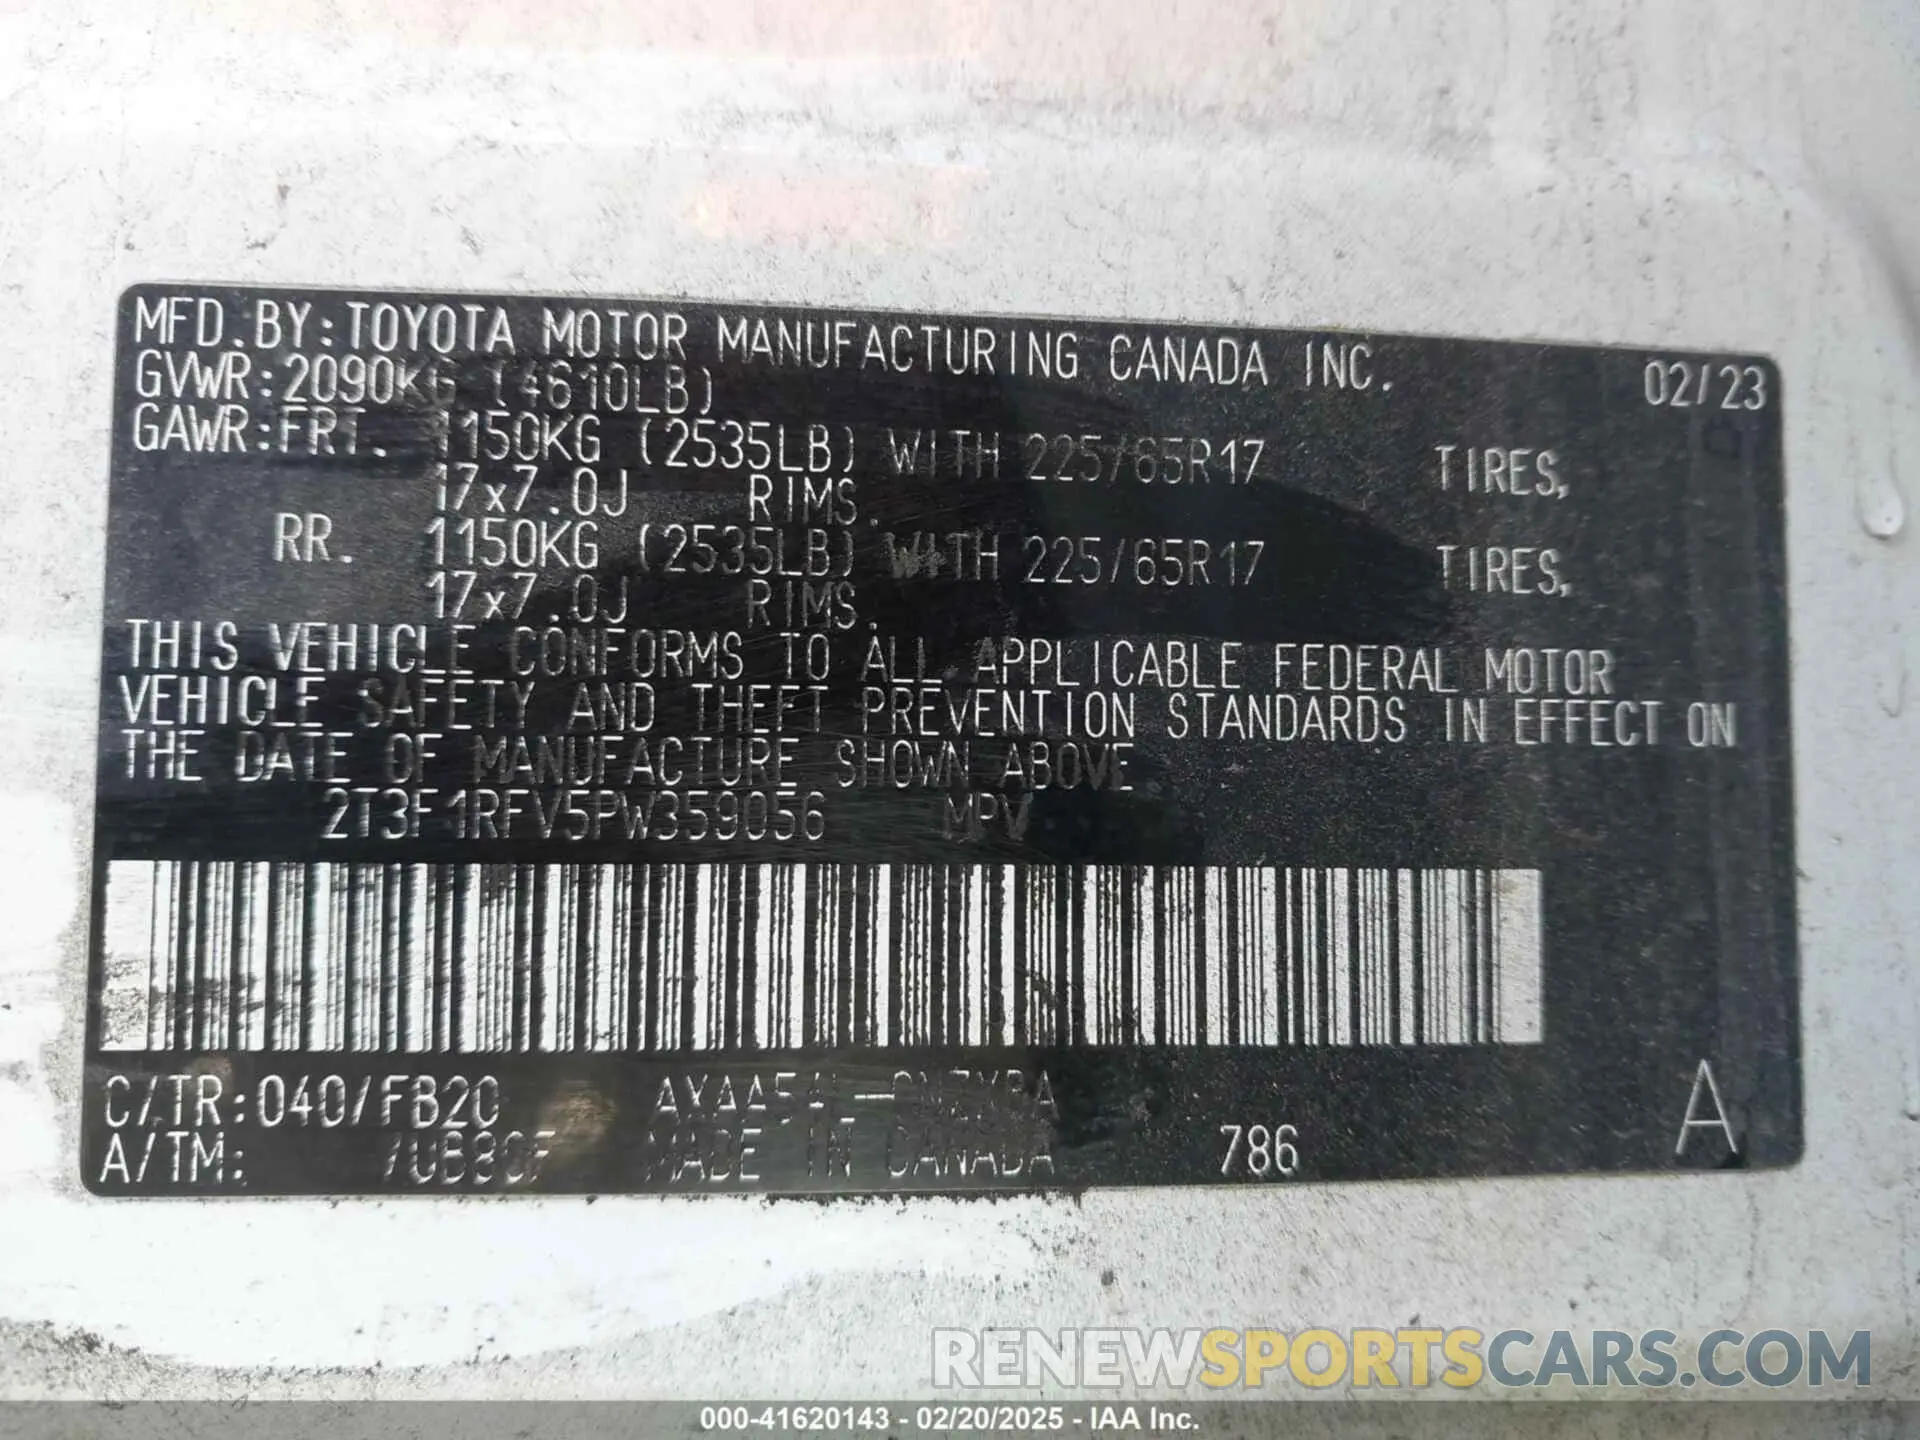 MFD.BY:TOYOTA MOTOR MANUFACTURING CANADA INC. 02/23
GVWR:2090KG (4610LB)
GAWR:FRT. 1150KG (2535LB) WITH 225/65R17 TIRES,
17x7.0J RIMS.
RR. 1150KG (2535LB) WITH 225/65R17 TIRES,
17x7.0J RIMS.
THIS VEHICLE CONFORMS TO ALL APPLICABLE FEDERAL MOTOR
VEHICLE SAFETY AND THEFT PREVENTION STANDARDS IN EFFECT ON
THE DATE OF MANUFACTURE SHOWN ABOVE.
2T3F1RFV5PW359056 MPV
C/TR:040/FB20
A/TM: MADE IN CANADA 786 A
RENEWSPORTSCARS.COM
000-41620143 - 02/20/2025 - IAA Inc.